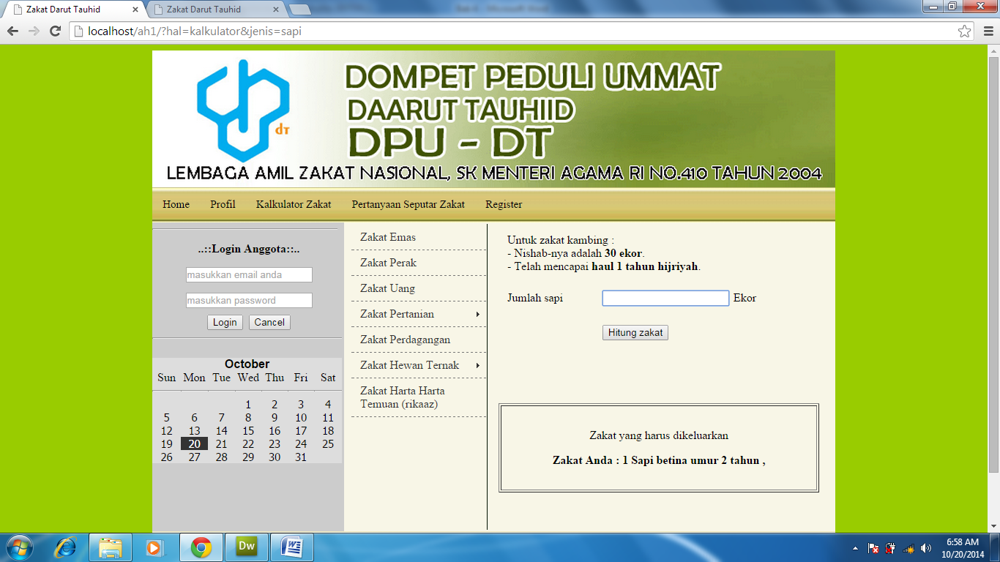 Zakat Darut Tauhid
Zakat Darut Tauhid
localhost/ah1/?hal=kalkulator&jenis=sapi
dT
DOMPET PEDULI UMMAT
DAARUT TAUHIID
DPU - DT
LEMBAGA AMIL ZAKAT NASIONAL, SK MENTERI AGAMA RI NO.410 TAHUN 2004
Home Profil Kalkulator Zakat Pertanyaan Seputar Zakat Register
..::Login Anggota::..
masukkan email anda
masukkan password
Login Cancel
October
Sun Mon Tue Wed Thu Fri Sat
1 2 3 4
5 6 7 8 9 10 11
12 13 14 15 16 17 18
19 20 21 22 23 24 25
26 27 28 29 30 31
Zakat Emas
Zakat Perak
Zakat Uang
Zakat Pertanian
Zakat Perdagangan
Zakat Hewan Ternak
Zakat Harta Harta
Temuan (rikaaz)
Untuk zakat kambing :
- Nishab-nya adalah 30 ekor.
- Telah mencapai haul 1 tahun hijriyah.
Jumlah sapi Ekor
Hitung zakat
Zakat yang harus dikeluarkan
Zakat Anda : 1 Sapi betina umur 2 tahun ,
Dw
6:58 AM
10/20/2014